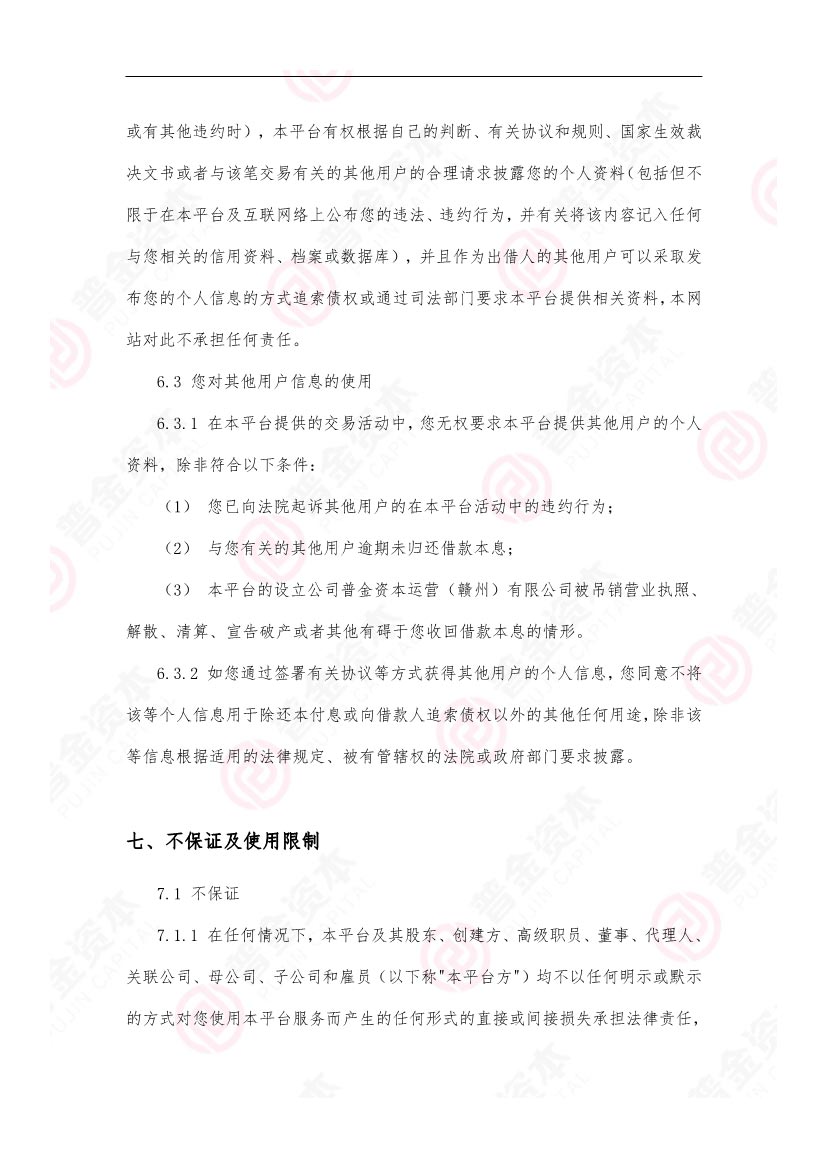 或有其他违约时），本平台有权根据自己的判断、有关协议和规则、国家生效裁
决文书或者与该笔交易有关的其他用户的合理请求披露您的个人资料（包括但不
限于在本平台及互联网络上公布您的违法、违约行为，并有关将该内容记入任何
与您相关的信用资料、档案或数据库），并且作为出借人的其他用户可以采取发
布您的个人信息的方式追索债权或通过司法部门要求本平台提供相关资料，本网
站对此不承担任何责任。
6.3 您对其他用户信息的使用
6.3.1 在本平台提供的交易活动中，您无权要求本平台提供其他用户的个人
资料，除非符合以下条件：
（1） 您已向法院起诉其他用户的在本平台活动中的违约行为；
（2） 与您有关的其他用户逾期未归还借款本息；
（3） 本平台的设立公司普金资本运营（赣州）有限公司被吊销营业执照、
解散、清算、宣告破产或者其他有碍于您收回借款本息的情形。
6.3.2 如您通过签署有关协议等方式获得其他用户的个人信息，您同意不将
该等个人信息用于除还本付息或向借款人追索债权以外的其他任何用途，除非该
等信息根据适用的法律规定、被有管辖权的法院或政府部门要求披露。
七、不保证及使用限制
7.1 不保证
7.1.1 在任何情况下，本平台及其股东、创建方、高级职员、董事、代理人、
关联公司、母公司、子公司和雇员（以下称"本平台方"）均不以任何明示或默示
的方式对您使用本平台服务而产生的任何形式的直接或间接损失承担法律责任，
普金资本
PUJIN CAPITAL